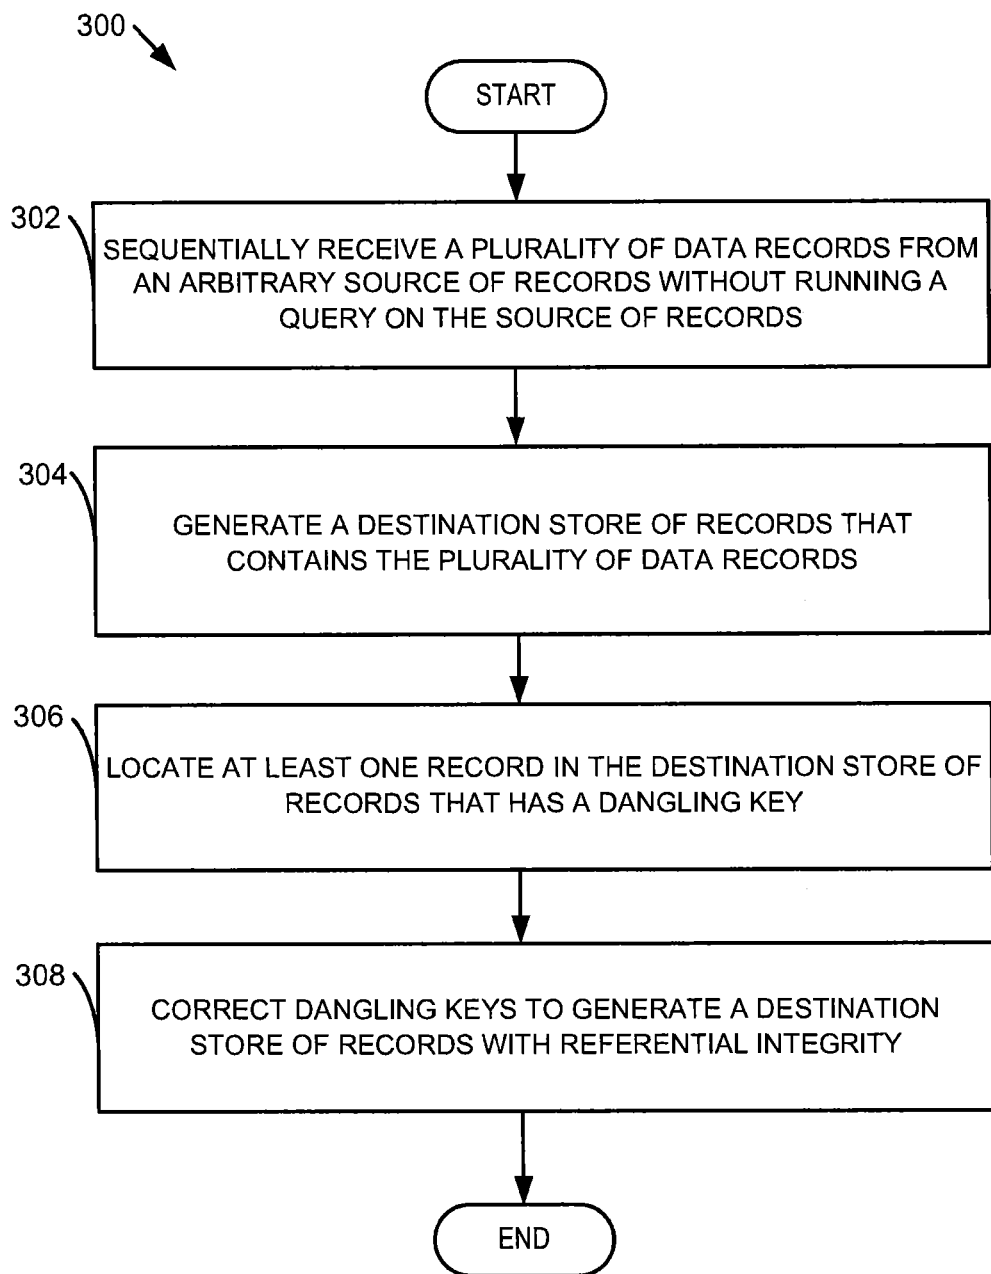 300
START
302
SEQUENTIALLY RECEIVE A PLURALITY OF DATA RECORDS FROM
AN ARBITRARY SOURCE OF RECORDS WITHOUT RUNNING A
QUERY ON THE SOURCE OF RECORDS
304
GENERATE A DESTINATION STORE OF RECORDS THAT
CONTAINS THE PLURALITY OF DATA RECORDS.
306
LOCATE AT LEAST ONE RECORD IN THE DESTINATION STORE OF
RECORDS THAT HAS A DANGLING KEY
308
CORRECT DANGLING KEYS TO GENERATE A DESTINATION
STORE OF RECORDS WITH REFERENTIAL INTEGRITY.
END